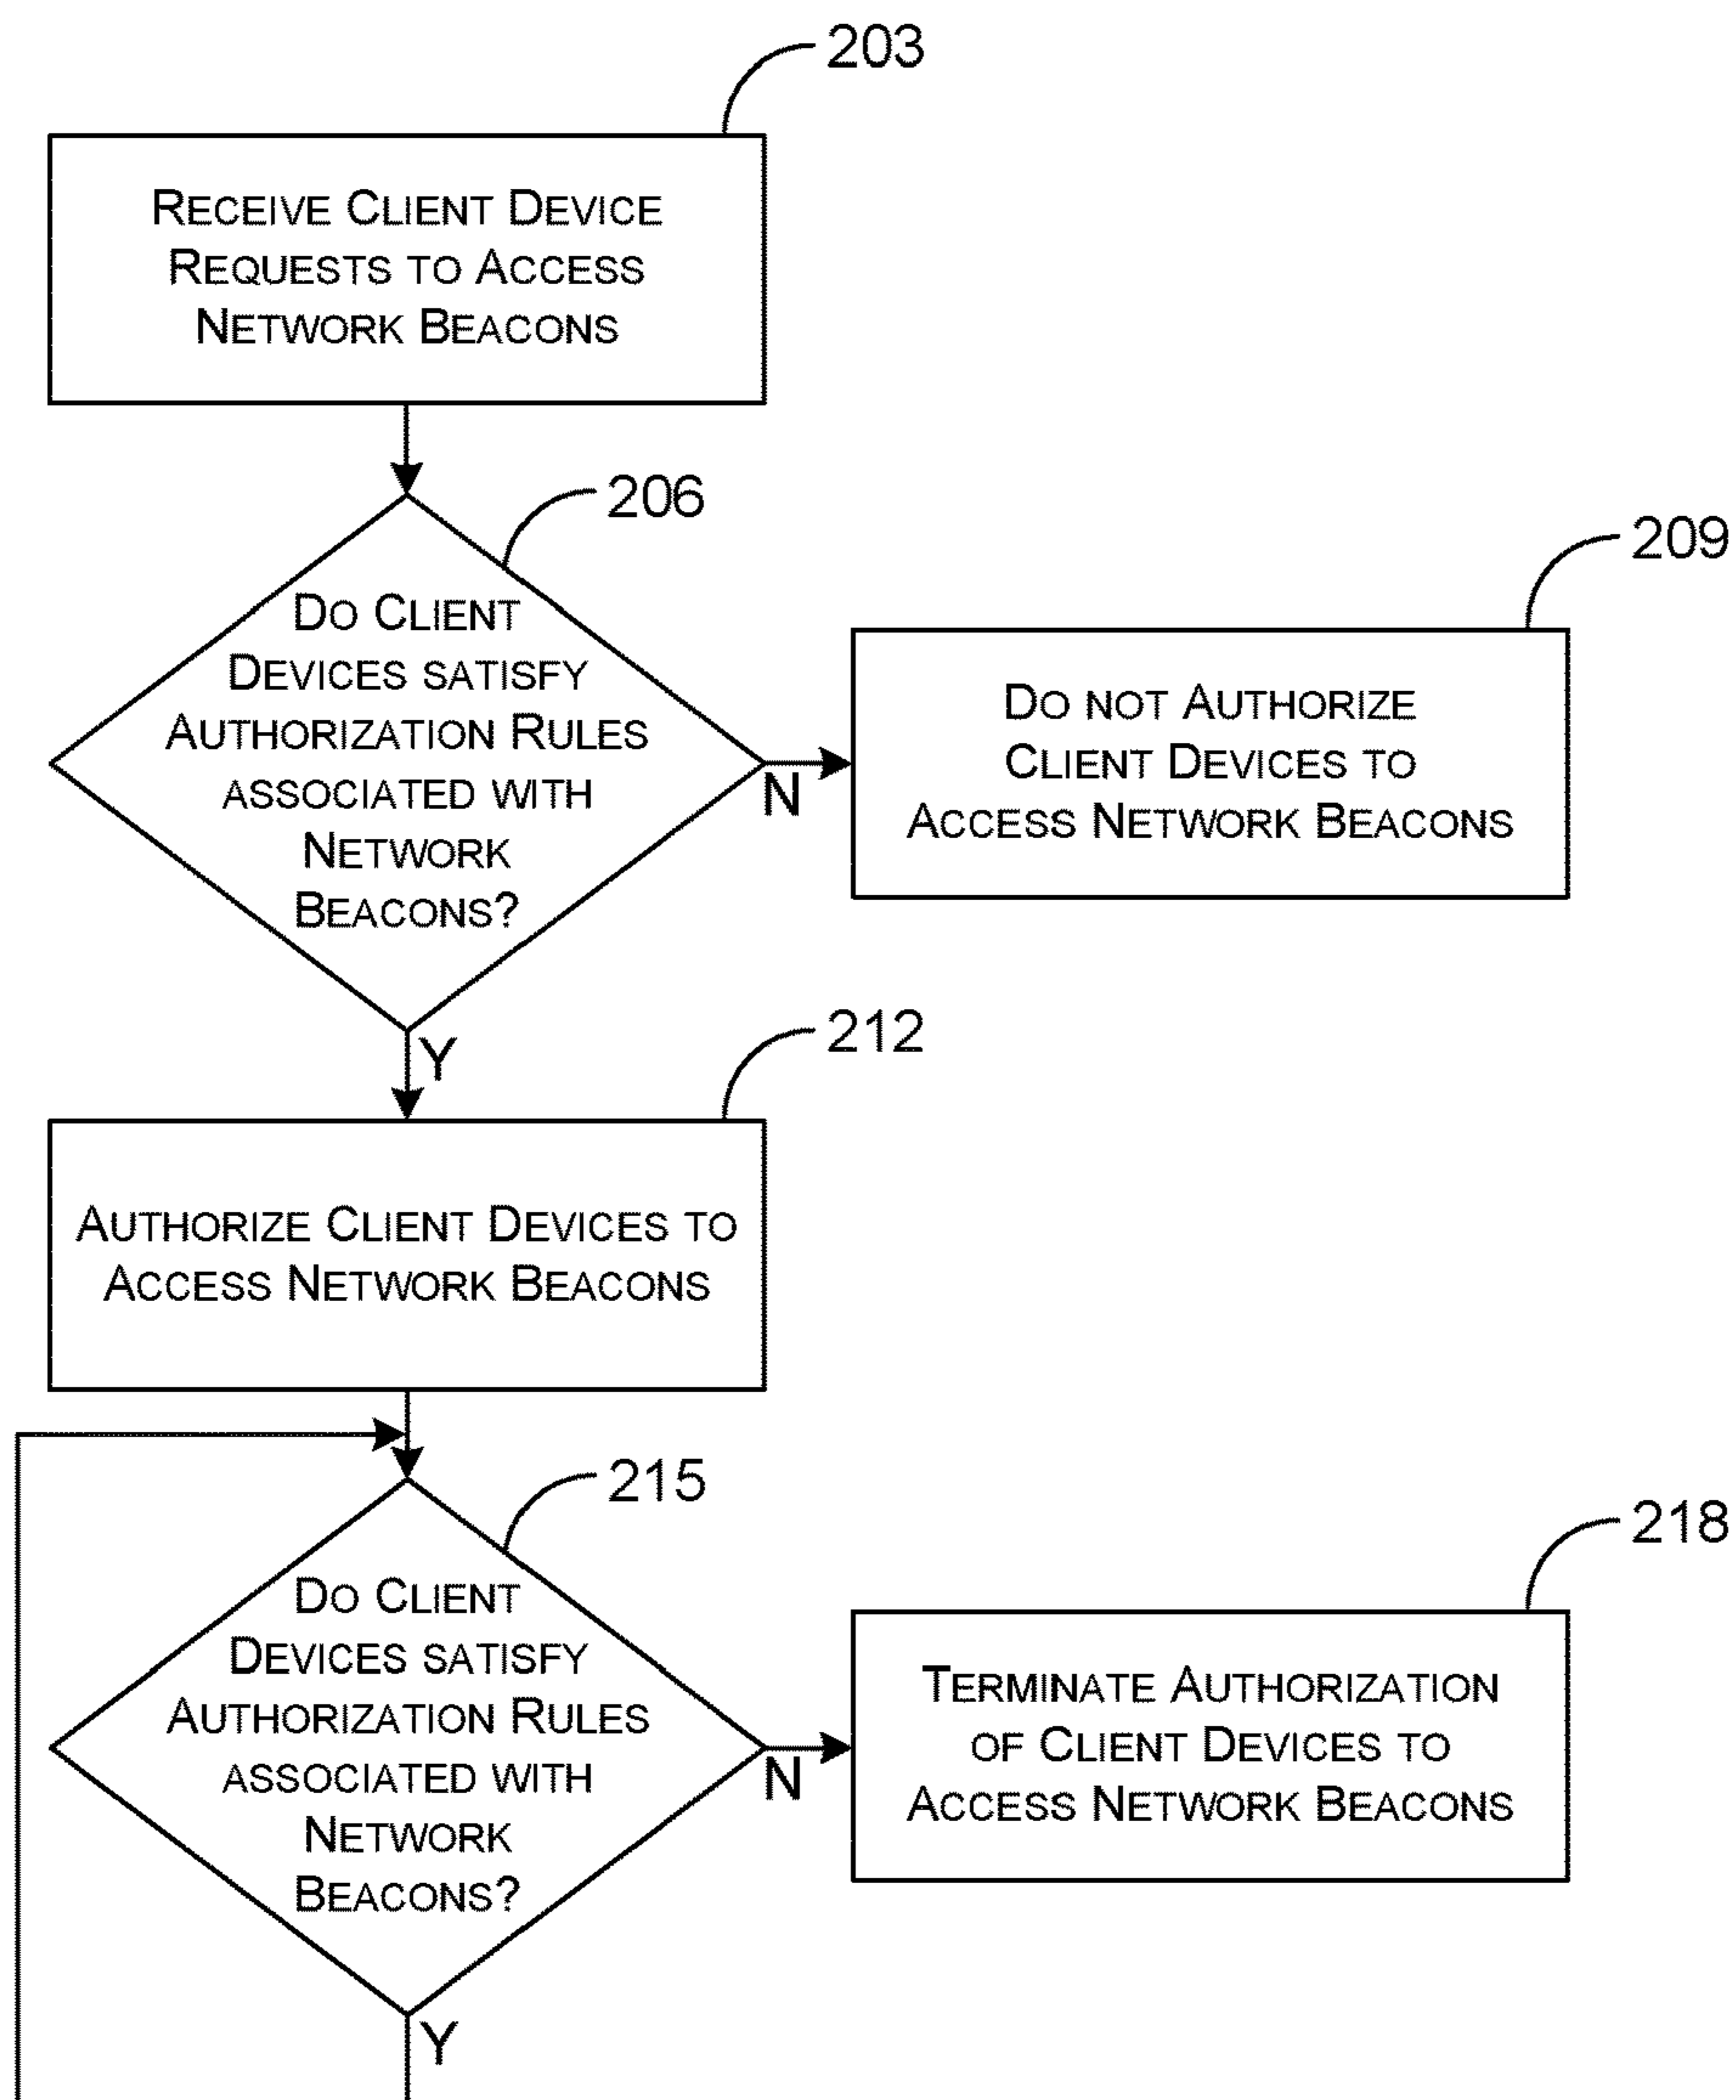 203
Receive Client Device
Requests to Access
Network Beacons
206
Do Client
Devices satisfy
Authorization Rules
associated with
Network
Beacons?
N
209
Do not Authorize
Client Devices to
Access Network Beacons
Y
212
Authorize Client Devices to
Access Network Beacons
215
Do Client
Devices satisfy
Authorization Rules
associated with
Network
Beacons?
N
218
Terminate Authorization
of Client Devices to
Access Network Beacons
Y